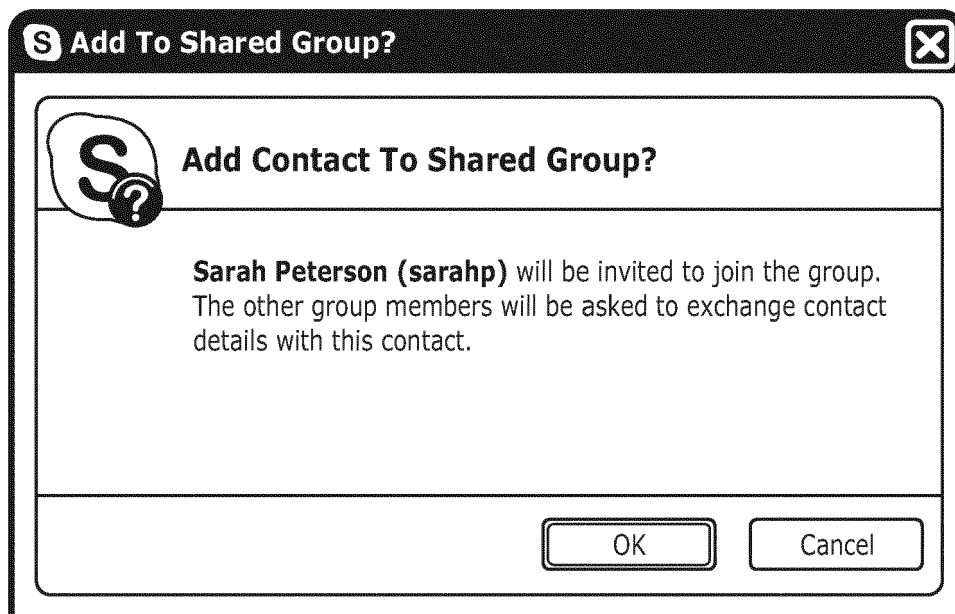 S Add To Shared Group?
S? Add Contact To Shared Group?
Sarah Peterson (sarahp) will be invited to join the group.
The other group members will be asked to exchange contact
details with this contact.
OK Cancel